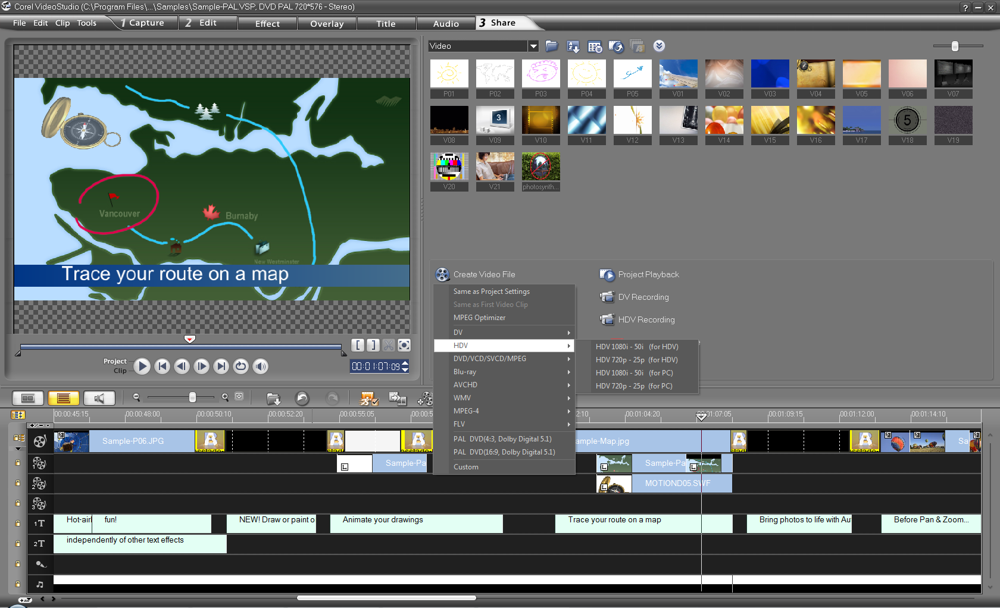 Corel VideoStudio (C:\Program Files\...\Samples\Sample-PAL.VSP, DVD PAL 720*576 - Stereo)
File Edit Clip Tools
1 Capture
2 Edit
Effect
Overlay
Title
Audio
3 Share
Video
P01 P02 P03 P04 P05 V01 V02 V03 V04 V05 V06 V07
3
5
V08 V09 V10 V11 V12 V13 V14 V15 V16 V17 V18 V19
V20 V21 photosynth...
Vancouver
Burnaby
New Westminster
Trace your route on a map
Project
Clip
00:01:07:09
Create Video File
Same as Project Settings
Same as First Video Clip
MPEG Optimizer
DV
HDV
DVD/VCD/SVCD/MPEG
Blu-ray
AVCHD
WMV
MPEG-4
FLV
PAL DVD(4:3, Dolby Digital 5.1)
PAL DVD(16:9, Dolby Digital 5.1)
Custom
Project Playback
DV Recording
HDV Recording
HDV 1080i - 50i (for HDV)
HDV 720p - 25p (for HDV)
HDV 1080i - 50i (for PC)
HDV 720p - 25p (for PC)
00:00:45:15 00:00:48:00 00:00:50:10 00:00:52:20 00:00:55:05 00:00:5 2:10 00:01:04:20 00:01:07:05 00:01:09:15 00:01:12:00 00:01:14:10
Sample-P06.JPG
ample-Map.jpg
Sa
1
Sample-Pa
Sample-Pa
2
MOTIOND05.SWF
3
1T
Hot-air
fun!
NEW! Draw or paint o
Animate your drawings
Trace your route on a map
Bring photos to life with Au
Before Pan & Zoom...
2T
independently of other text effects